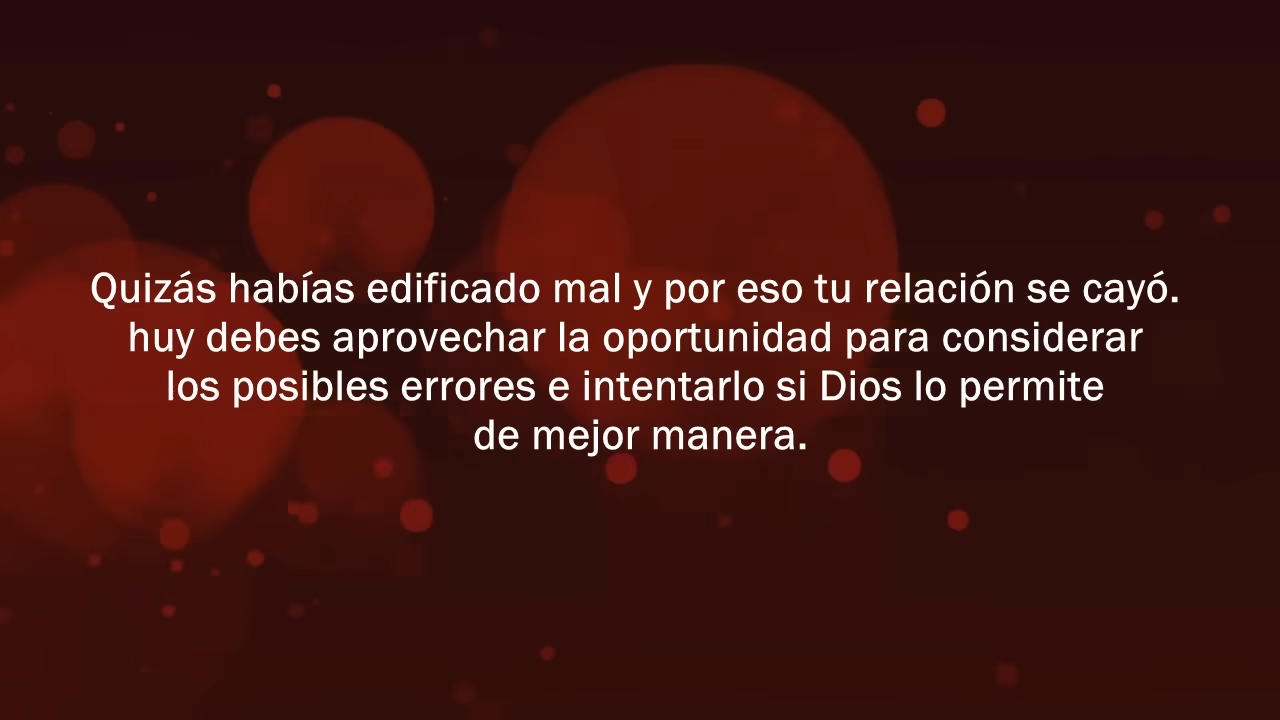 Quizás habías edificado mal y por eso tu relación se cayó.
huy debes aprovechar la oportunidad para considerar
los posibles errores e intentarlo si Dios lo permite
de mejor manera.